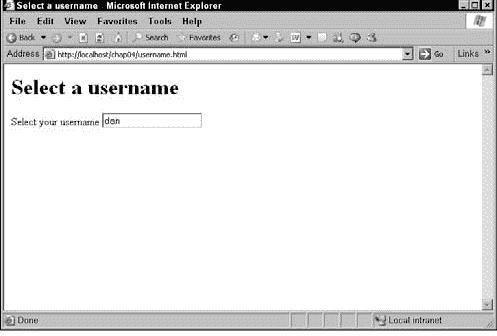 Select a username - Microsoft Internet Explorer
File Edit View Favorites Tools Help
Back Search Favorites
Address http://localhost/chap04/username.html Go Links »
Select a username
Select your username dan
Done Local intranet